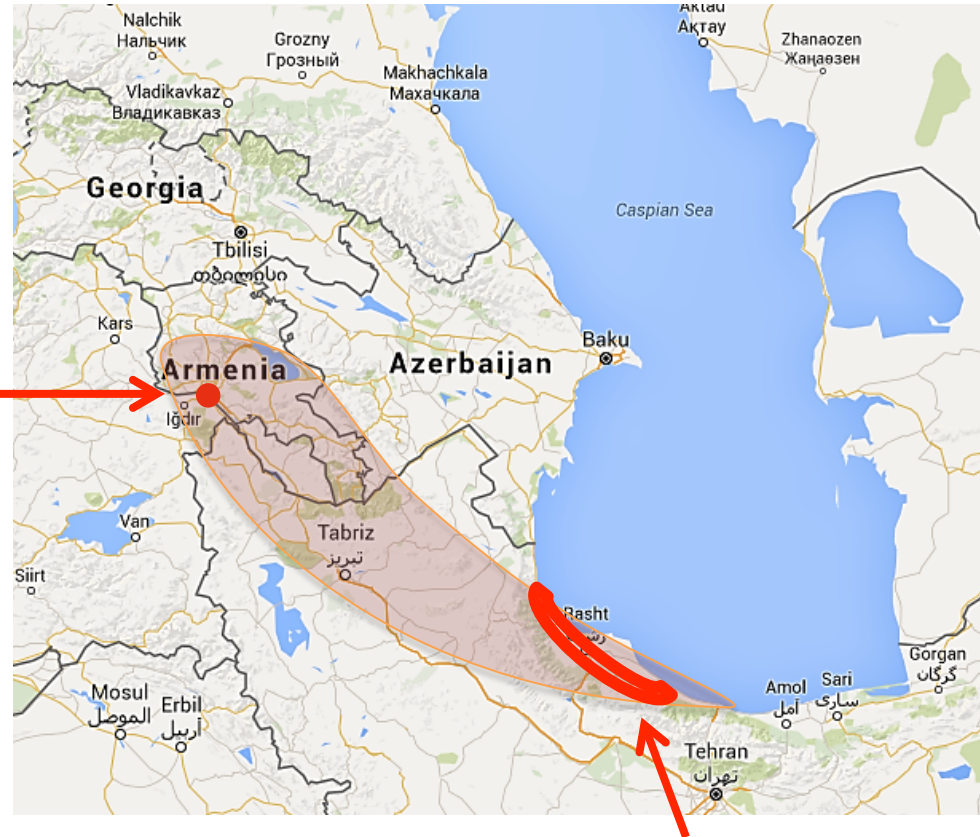 Nalchik
Нальчик
Grozny
Грозный
Makhachkala
Махачкала
Vladikavkaz
Владикавказ
Aktau
Ақтау
Zhanaozen
Жаңаөзен
Georgia
Caspian Sea
Tbilisi
თბილისი
Kars
Baku
Armenia
Azerbaijan
Iğdır
Van
Tabriz
تبریز
Siirt
Rasht
رشت
Mosul
الموصل
Erbil
أربيل
Amol
آمل
Sari
ساری
Gorgan
گرگان
Tehran
تهران